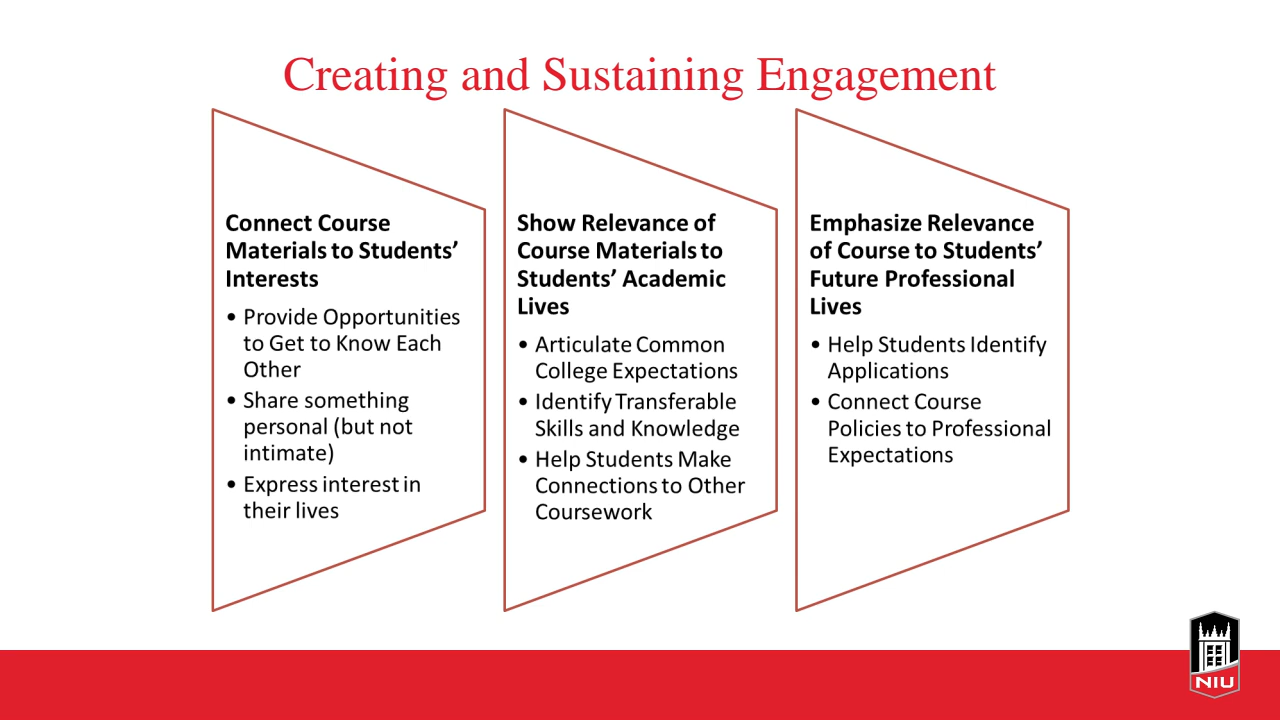 Creating and Sustaining Engagement
Connect Course
Materials to Students’
Interests
• Provide Opportunities
to Get to Know Each
Other
• Share something
personal (but not
intimate)
• Express interest in
their lives
Show Relevance of
Course Materials to
Students’ Academic
Lives
• Articulate Common
College Expectations
• Identify Transferable
Skills and Knowledge
• Help Students Make
Connections to Other
Coursework
Emphasize Relevance
of Course to Students’
Future Professional
Lives
• Help Students Identify
Applications
• Connect Course
Policies to Professional
Expectations
NIU